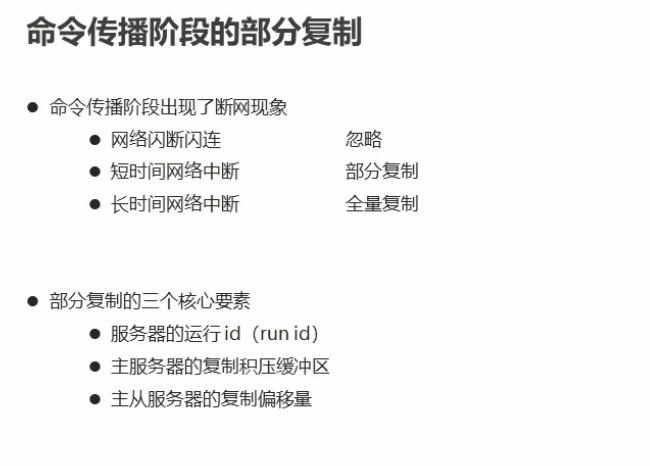 命令传播阶段的部分复制
● 命令传播阶段出现了断网现象
● 网络闪断闪连 忽略
● 短时间网络中断 部分复制
● 长时间网络中断 全量复制
● 部分复制的三个核心要素
● 服务器的运行 id（run id）
● 主服务器的复制积压缓冲区
● 主从服务器的复制偏移量